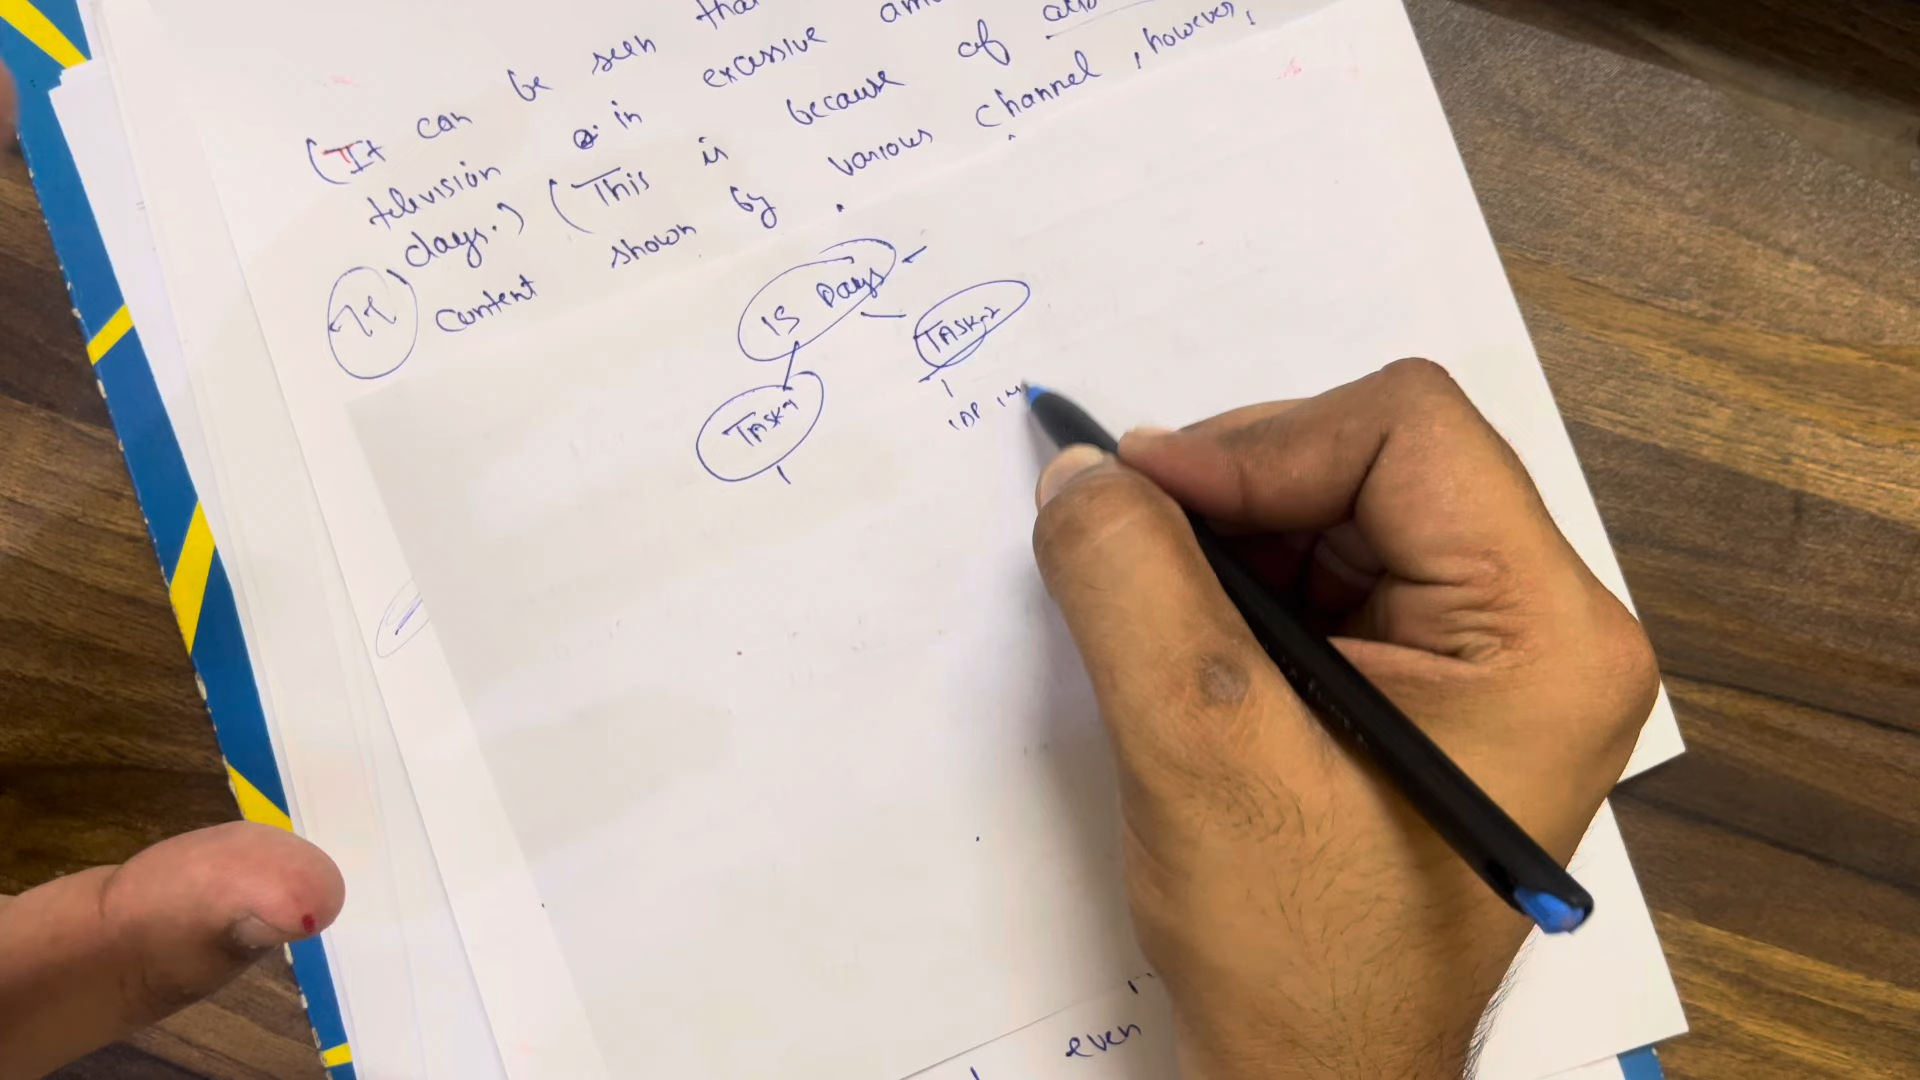 (It can be seen that
television in excessive am
days.) (This is because of
content shown by various channel, however,
15 Days
TASK-2
TASK-1
even